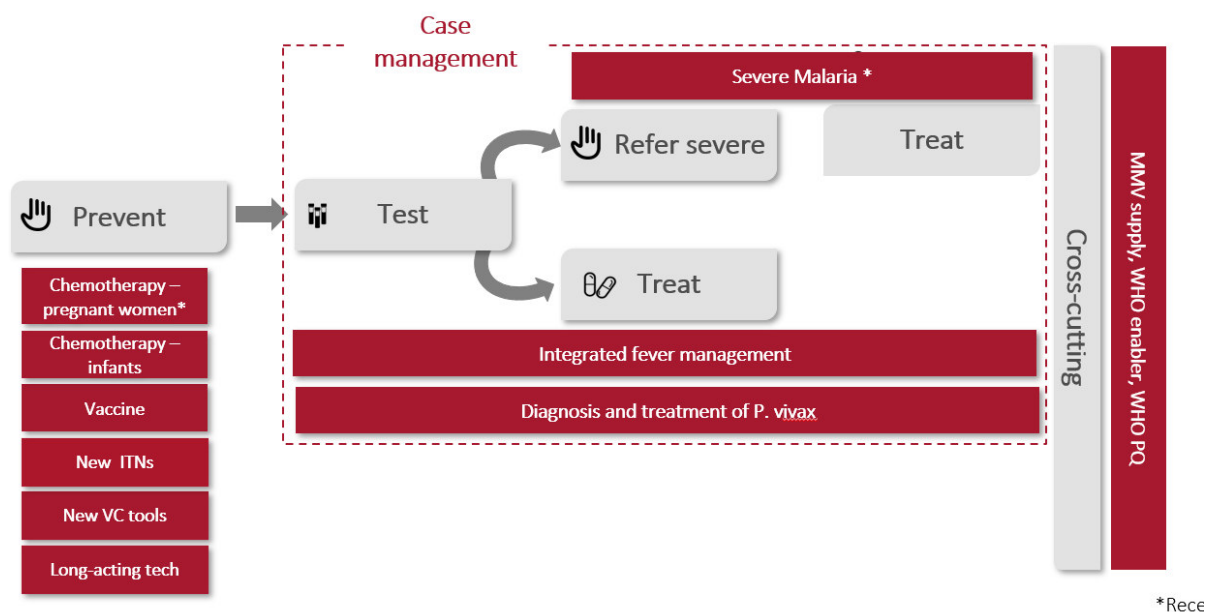 Case
management
Severe Malaria *
Refer severe
Treat
Prevent
Test
Treat
Chemotherapy –
pregnant women*
Chemotherapy –
infants
Vaccine
New ITNs
New VC tools
Long-acting tech
Integrated fever management
Diagnosis and treatment of P. vivax
Cross-cutting
MMV supply, WHO enabler, WHO PQ
*Rece